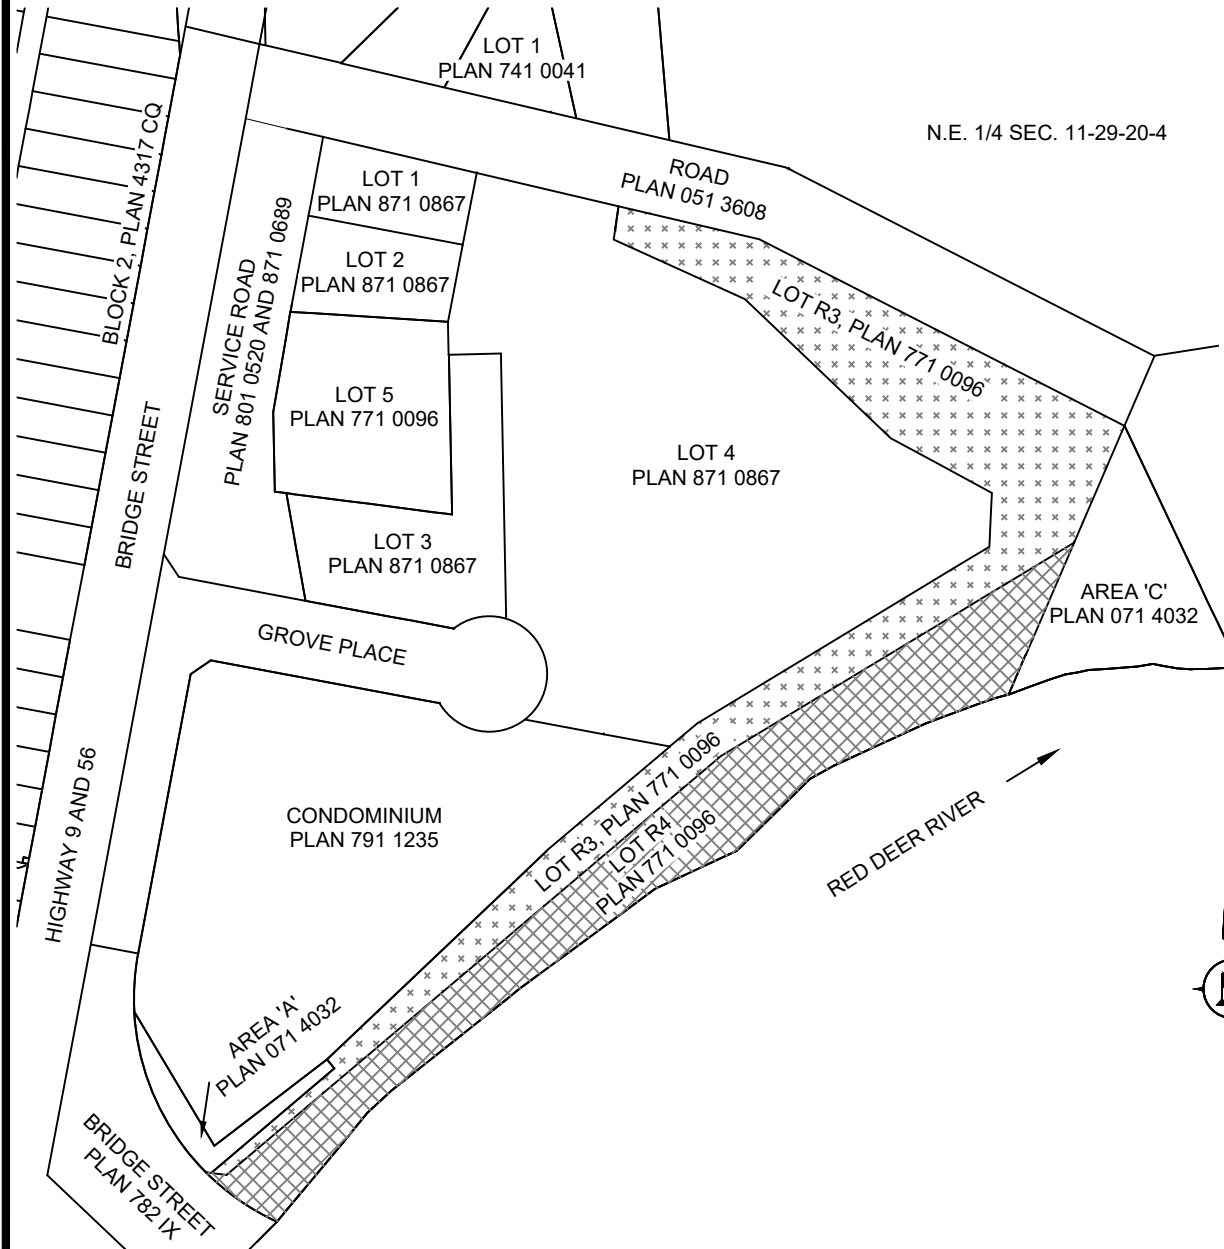 LOT 1
PLAN 741 0041
N.E. 1/4 SEC. 11-29-20-4
ROAD
PLAN 051 3608
BLOCK 2, PLAN 4317 CQ
LOT 1
PLAN 871 0867
LOT 2
PLAN 871 0867
SERVICE ROAD
PLAN 801 0520 AND 871 0689
LOT R3, PLAN 771 0096
LOT 5
PLAN 771 0096
BRIDGE STREET
LOT 4
PLAN 871 0867
LOT 3
PLAN 871 0867
AREA 'C'
PLAN 071 4032
GROVE PLACE
HIGHWAY 9 AND 56
CONDOMINIUM
PLAN 791 1235
LOT R3, PLAN 771 0096
LOT R4
PLAN 771 0096
RED DEER RIVER
AREA 'A'
PLAN 071 4032
BRIDGE STREET
PLAN 782 IX